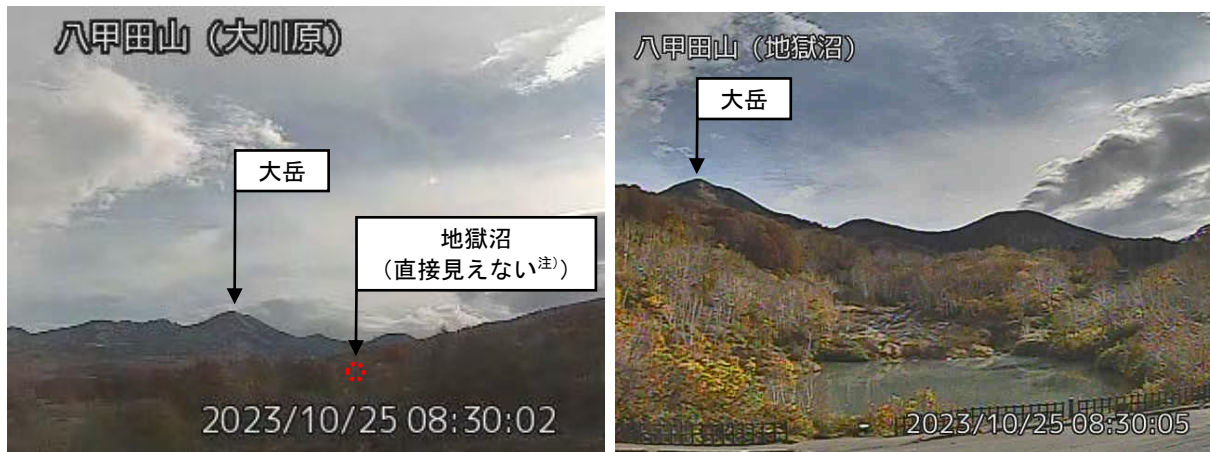 八甲田山（大川原）
大岳
地獄沼
（直接見えない注））
2023/10/25 08:30:02
八甲田山（地獄沼）
大岳
2023/10/25 08:30:05